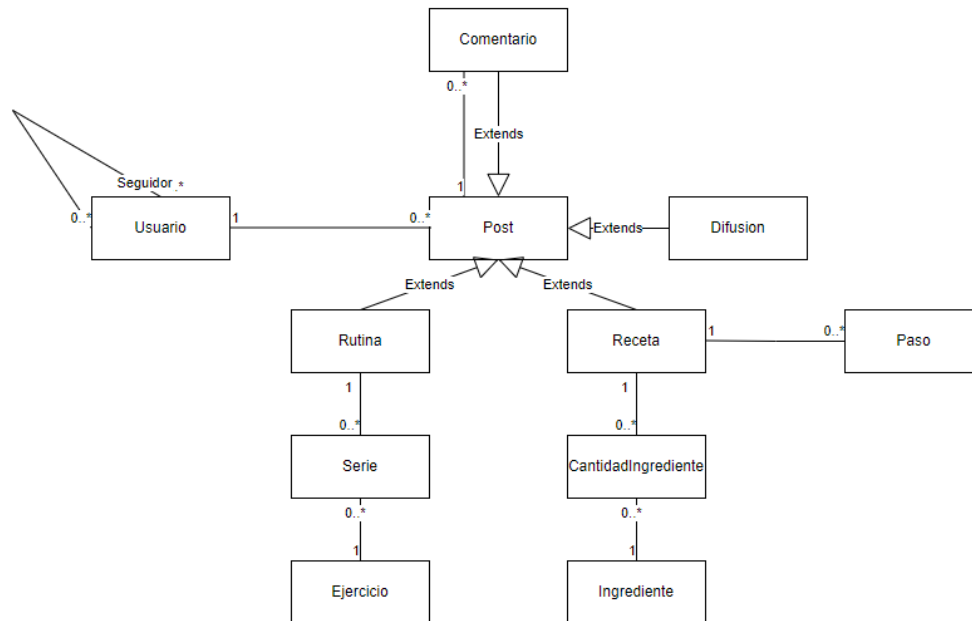 Comentario
0..*
Extends
1
Seguidor .*
0..*
Usuario
1
0..*
Post
Extends
Difusion
Extends
Extends
Rutina
Receta
1
0..*
Paso
1
1
0..*
0..*
Serie
CantidadIngrediente
0..*
0..*
1
1
Ejercicio
Ingrediente